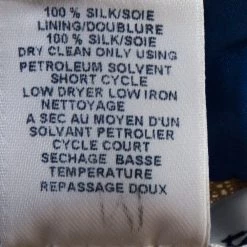 100 % SILK/SOIE
LINING/DOUBLURE
100 % SILK/SOIE
DRY CLEAN ONLY USING
PETROLEUM SOLVENT
SHORT CYCLE
LOW DRYER LOW IRON
NETTOYAGE
A SEC AU MOYEN D'UN
SOLVANT PETROLIER
CYCLE COURT
SECHAGE BASSE
TEMPERATURE
REPASSAGE DOUX